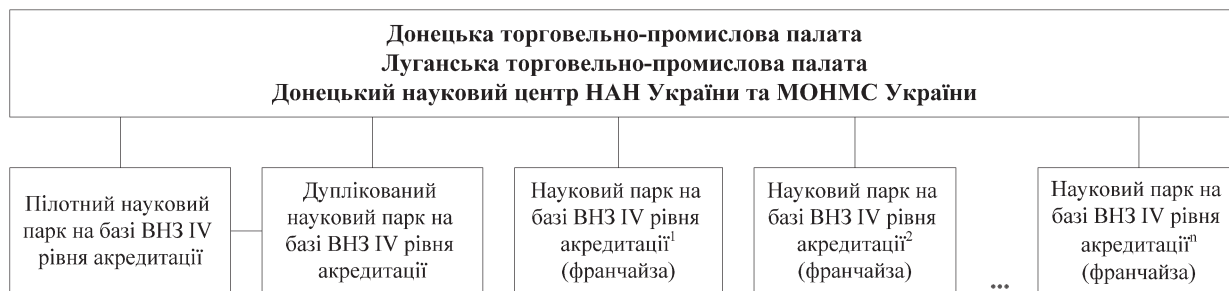 Донецька торговельно-промислова палата
Луганська торговельно-промислова палата
Донецький науковий центр НАН України та МОНМС України
Пілотний науковий
парк на базі ВНЗ IV
рівня акредитації
Дуплікований
науковий парк на
базі ВНЗ IV рівня
акредитації
Науковий парк на
базі ВНЗ IV рівня
акредитації¹
(франчайза)
Науковий парк на
базі ВНЗ IV рівня
акредитації²
(франчайза)
...
Науковий парк на
базі ВНЗ IV рівня
акредитаціїⁿ
(франчайза)